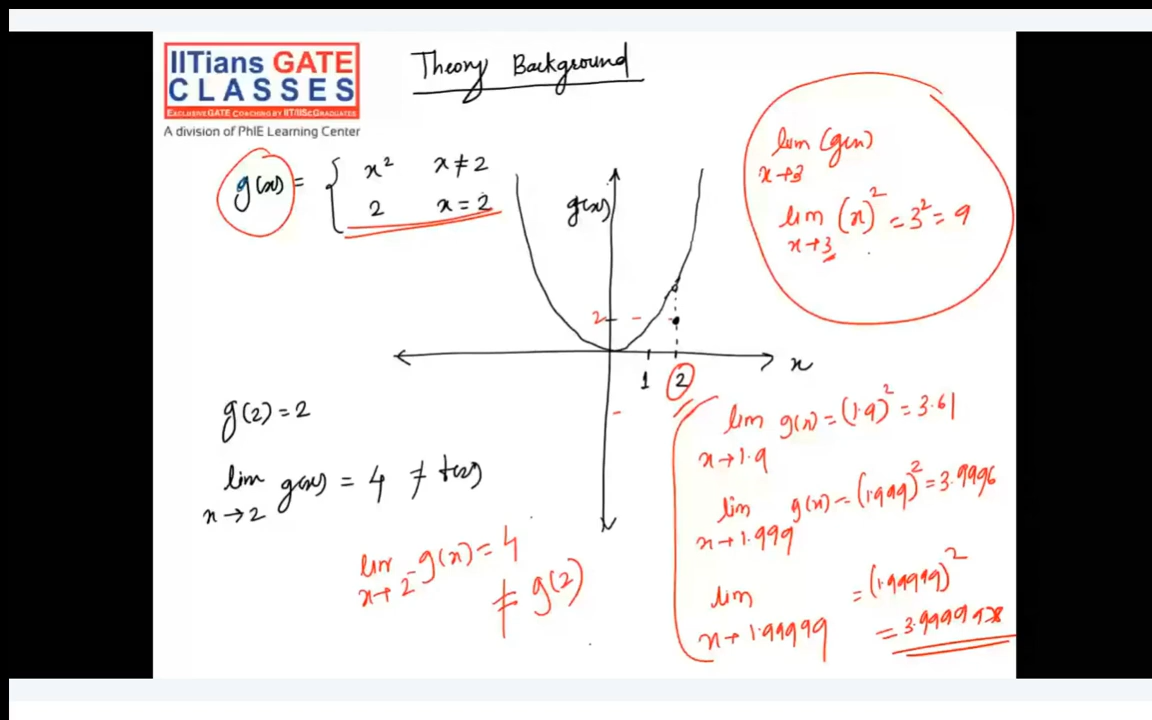 IITians GATE
CLASSES
EXCLUSIVE GATE COACHING BY IIT/IISc GRADUATES
A division of PhIE Learning Center
Theory Background
g(x) = { x² x≠2
2 x=2
g(x)
2
1 2
x
g(2)=2
lim g(x) = 4 ≠
x→2
lim g(x) = 4
x→2⁻
≠ g(2)
lim (g(x))
x→3
lim (x)² = 3² = 9
x→3
lim g(x) = (1.9)² = 3.61
x→1.9
lim g(x) = (1.999)² = 3.9996
x→1.999
lim = (1.99999)²
x→1.99999